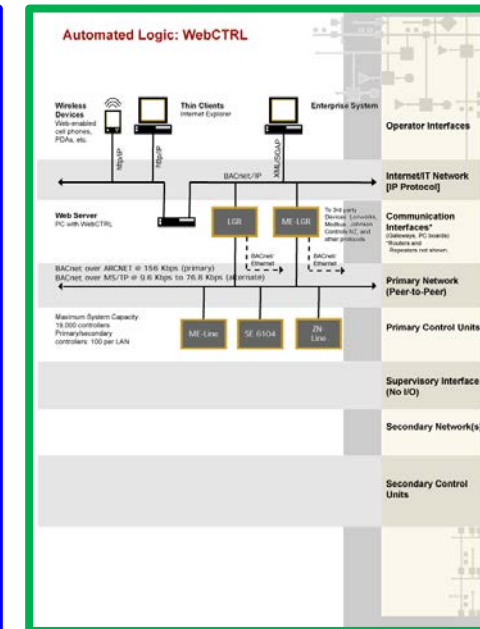 Automated Logic: WebCTRL
Wireless
Devices
Web-enabled
cell phones,
PDAs, etc.
Thin Clients
Internet Explorer
Enterprise System
Operator Interfaces
http/IP
http/IP
XML/SOAP
BACnet/IP
Internet/IT Network
[IP Protocol]
Web Server
PC with WebCTRL
LGR
ME-LGR
To 3rd party
Devices: Lonworks,
Modbus, Johnson
Controls N2, and
other protocols
Communication
Interfaces*
(Gateways, PC boards)
*Routers and
Repeaters not shown.
BACnet/
Ethernet
BACnet/
Ethernet
BACnet over ARCNET @ 156 Kbps (primary)
BACnet over MS/TP @ 9.6 Kbps to 76.8 Kbps (alternate)
Primary Network
(Peer-to-Peer)
Maximum System Capacity:
19,000 controllers
Primary/secondary
controllers: 100 per LAN
ME-Line
SE 6104
ZN
Line
Primary Control Units
Supervisory Interface
(No I/O)
Secondary Network(s)
Secondary Control
Units